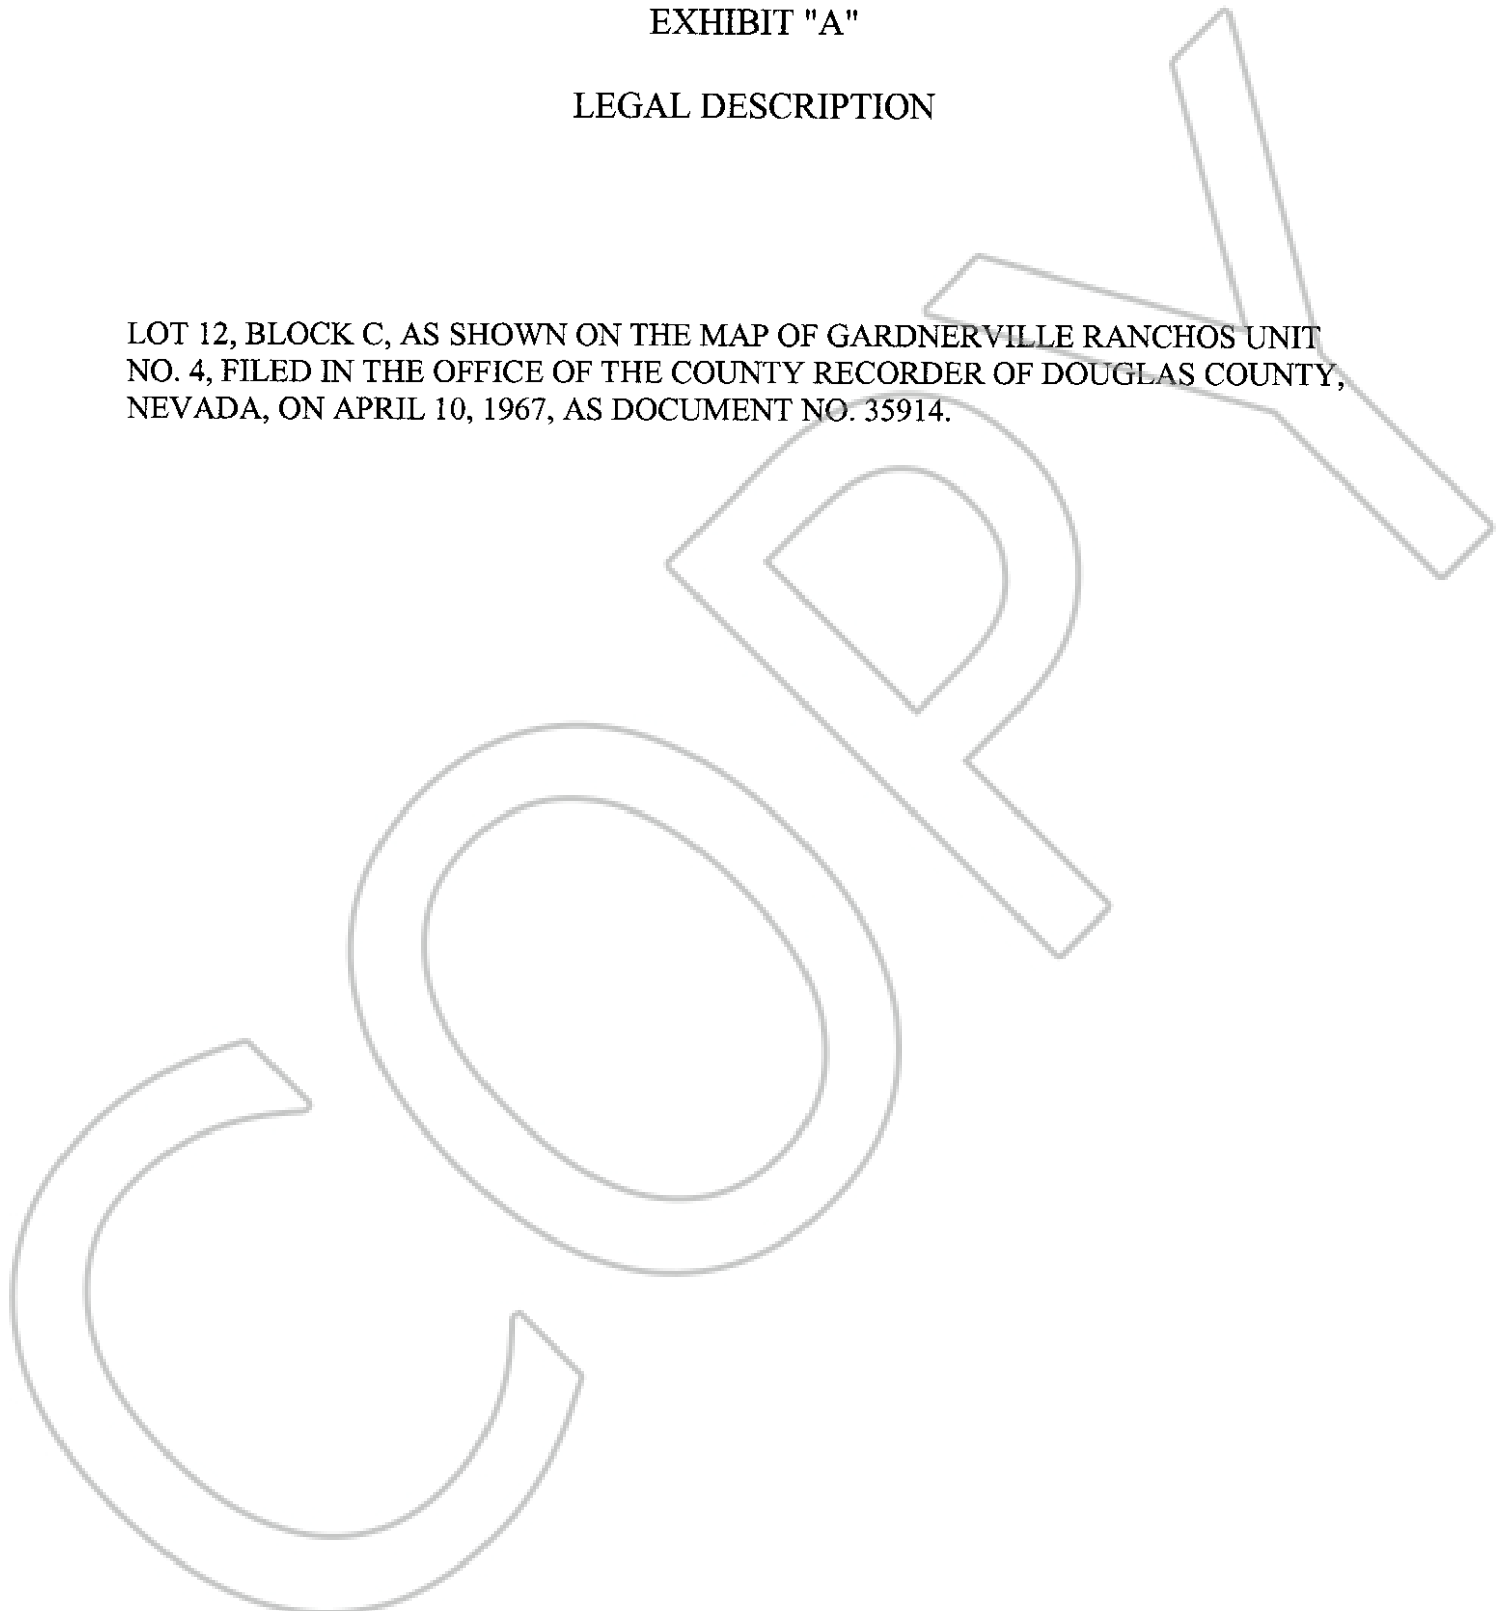 EXHIBIT "A"
LEGAL DESCRIPTION
LOT 12, BLOCK C, AS SHOWN ON THE MAP OF GARDNERVILLE RANCHOS UNIT
NO. 4, FILED IN THE OFFICE OF THE COUNTY RECORDER OF DOUGLAS COUNTY,
NEVADA, ON APRIL 10, 1967, AS DOCUMENT NO. 35914.
COPY